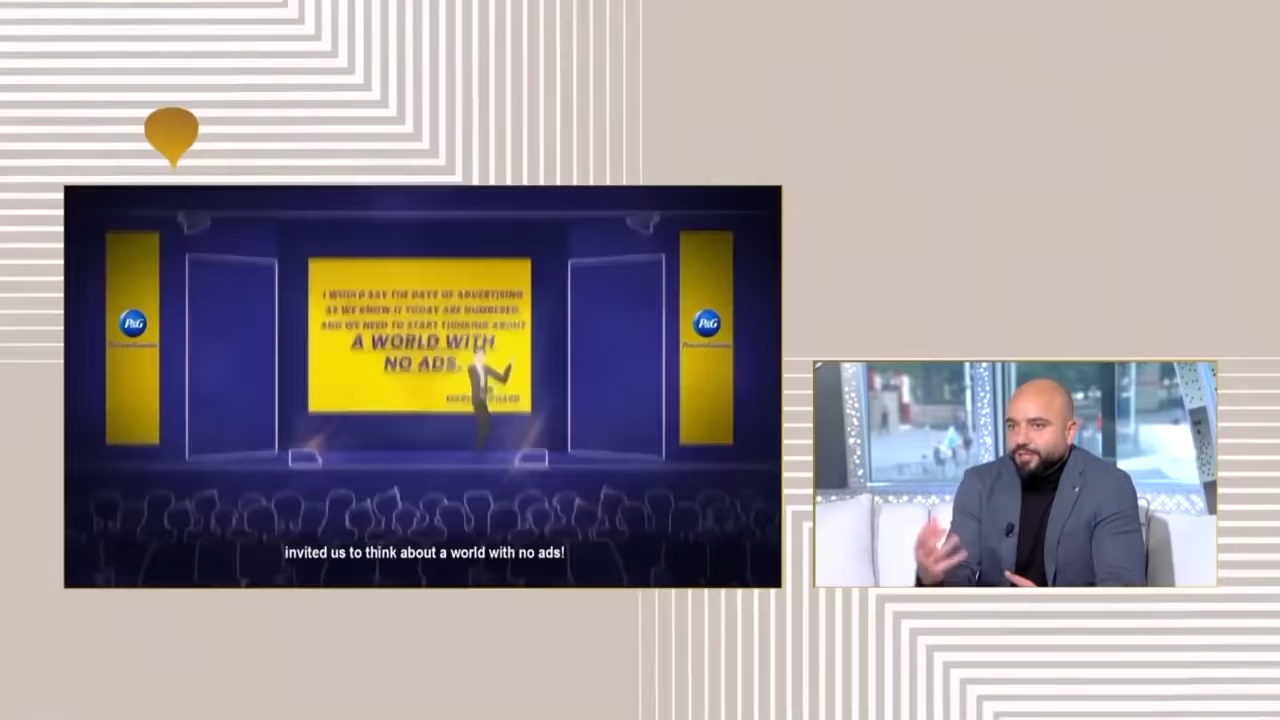 I WOULD SAY THE DAYS OF ADVERTISING
AS WE KNOW IT TODAY ARE NUMBERED.
AND WE NEED TO START THINKING ABOUT
A WORLD WITH
NO ADS.
P&G
P&G
invited us to think about a world with no ads!